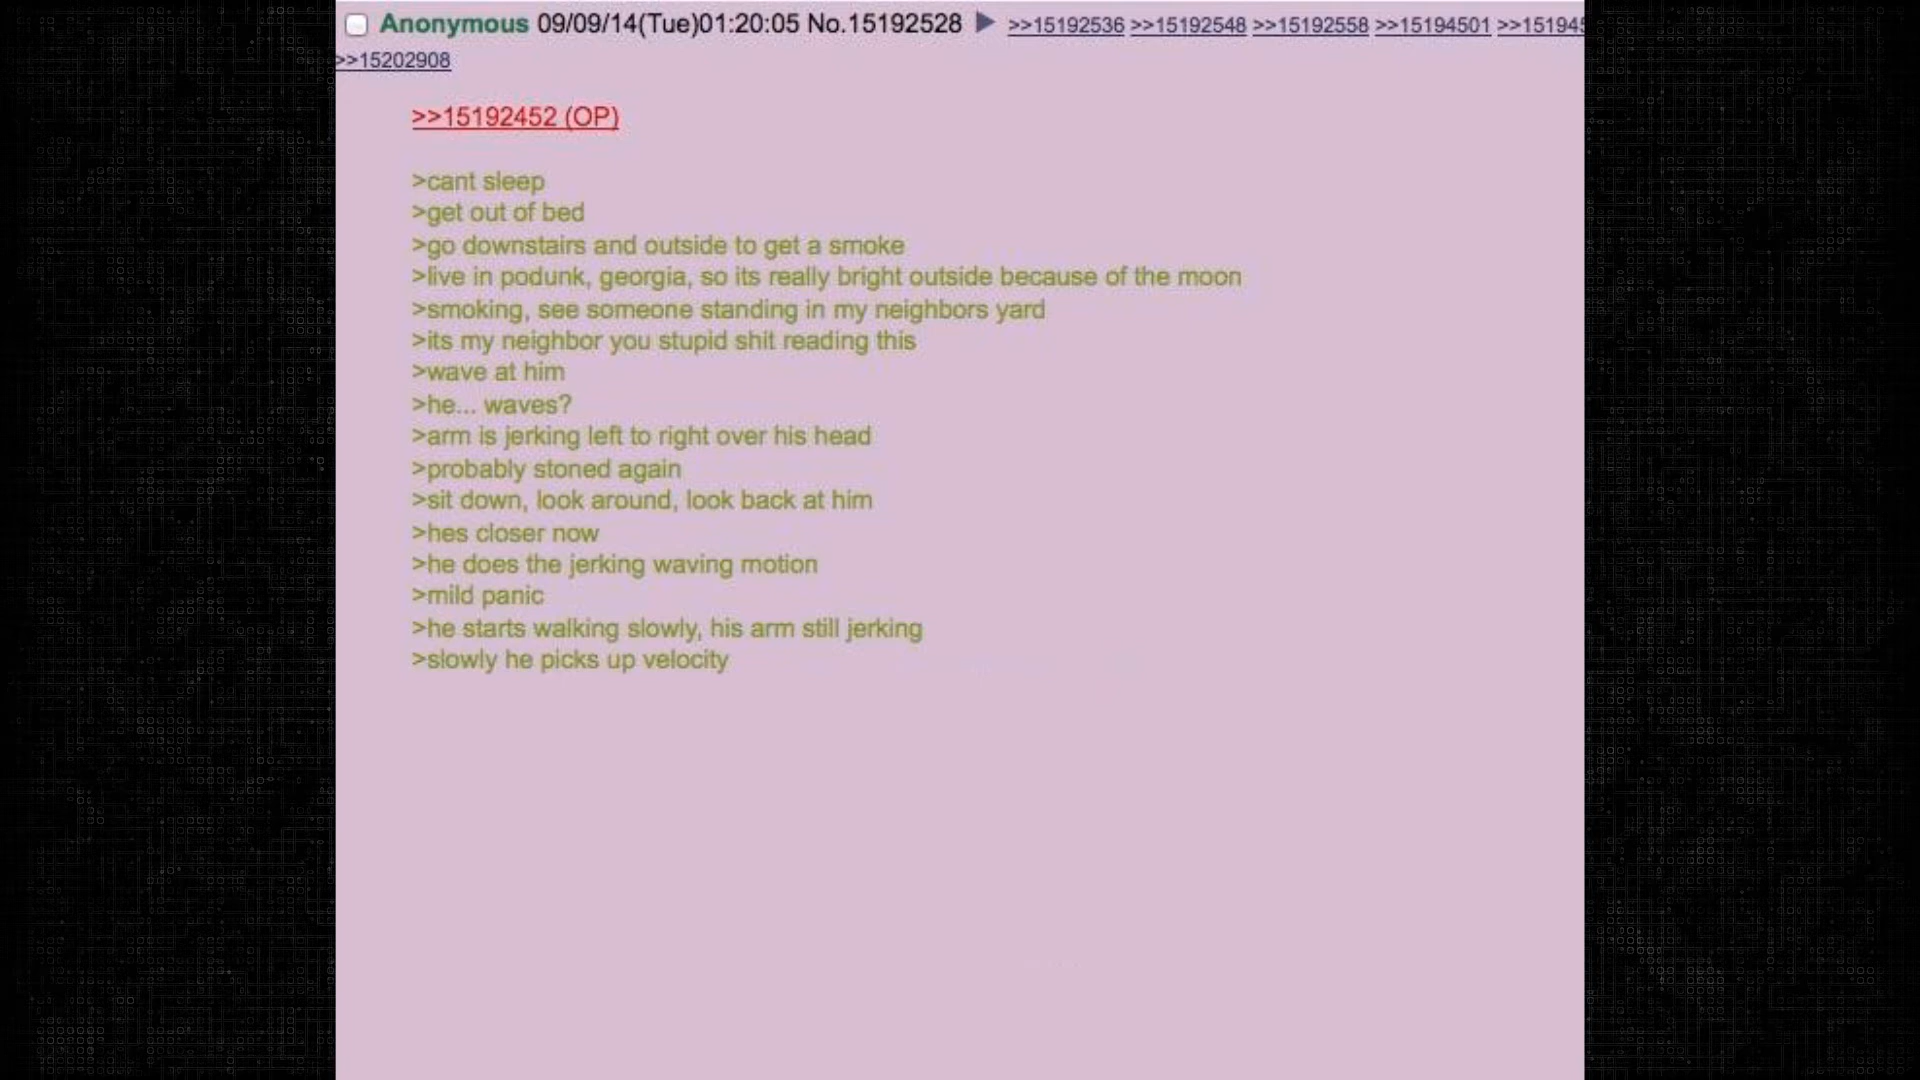 Anonymous 09/09/14(Tue)01:20:05 No.15192528 ▶ >>15192536 >>15192548 >>15192558 >>15194501 >>15194
>>15202908
>>15192452 (OP)
>cant sleep
>get out of bed
>go downstairs and outside to get a smoke
>live in podunk, georgia, so its really bright outside because of the moon
>smoking, see someone standing in my neighbors yard
>its my neighbor you stupid shit reading this
>wave at him
>he... waves?
>arm is jerking left to right over his head
>probably stoned again
>sit down, look around, look back at him
>hes closer now
>he does the jerking waving motion
>mild panic
>he starts walking slowly, his arm still jerking
>slowly he picks up velocity